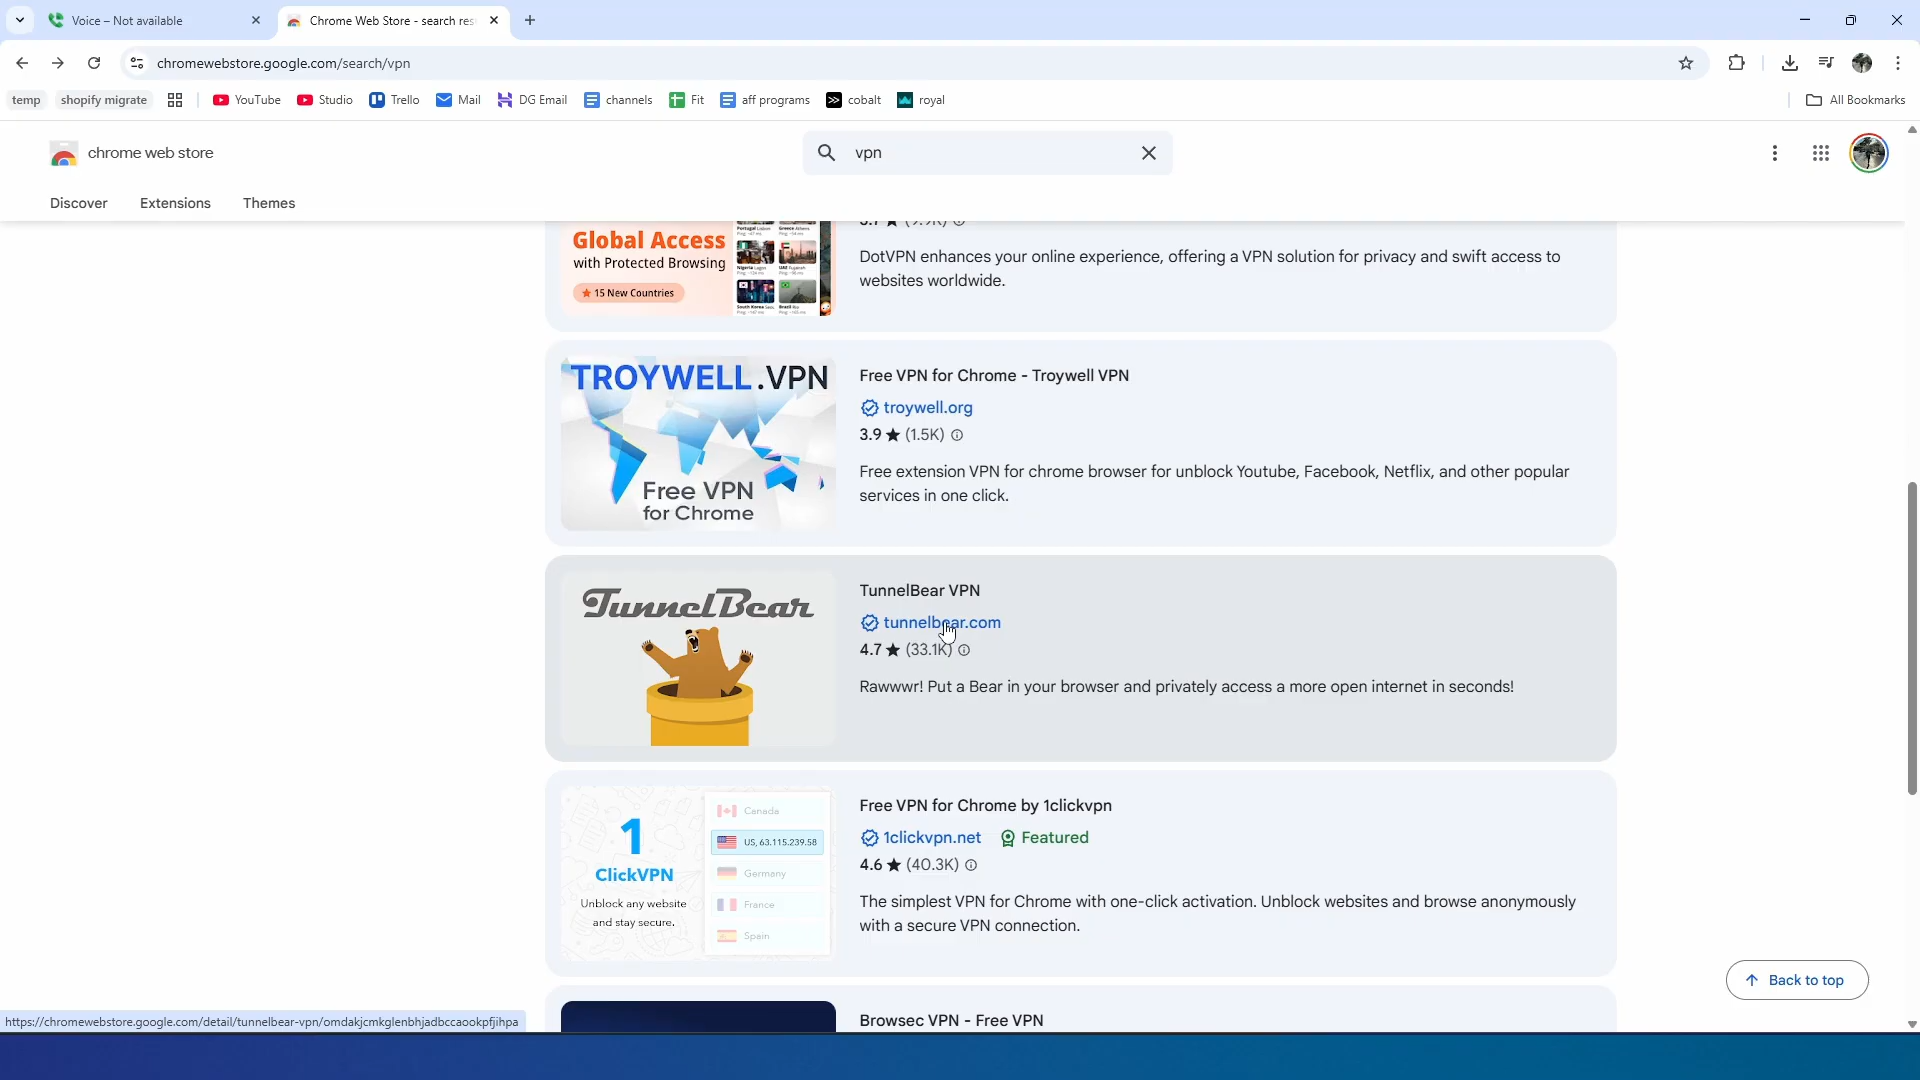 Voice – Not available
Chrome Web Store - search res
chromewebstore.google.com/search/vpn
temp
shopify migrate
YouTube
Studio
Trello
Mail
DG Email
channels
Fit
aff programs
cobalt
royal
All Bookmarks
chrome web store
vpn
Discover
Extensions
Themes
Global Access
with Protected Browsing
15 New Countries
DotVPN enhances your online experience, offering a VPN solution for privacy and swift access to
websites worldwide.
TROYWELL.VPN
Free VPN
for Chrome
Free VPN for Chrome - Troywell VPN
troywell.org
3.9 ★ (1.5K)
Free extension VPN for chrome browser for unblock Youtube, Facebook, Netflix, and other popular
services in one click.
TunnelBear
TunnelBear VPN
tunnelbear.com
4.7 ★ (33.1K)
Rawwwr! Put a Bear in your browser and privately access a more open internet in seconds!
1
ClickVPN
Unblock any website
and stay secure.
Canada
US, 63.115.239.58
Germany
France
Spain
Free VPN for Chrome by 1clickvpn
1clickvpn.net
Featured
4.6 ★ (40.3K)
The simplest VPN for Chrome with one-click activation. Unblock websites and browse anonymously
with a secure VPN connection.
Browsec VPN - Free VPN
Back to top
https://chromewebstore.google.com/detail/tunnelbear-vpn/omdakjcmkglenbhjadbccaookpfjihpa